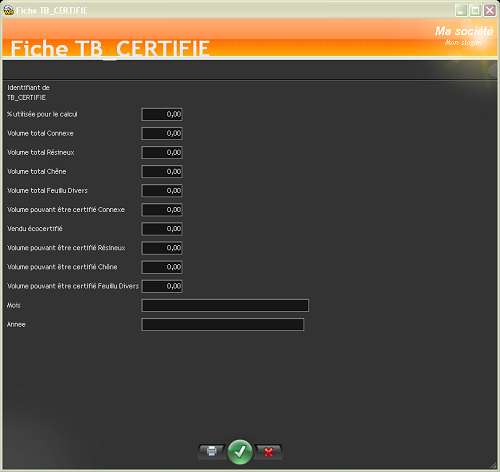 Fiche TB_CERTIFIE
Ma société
Mon slogan
Fiche TB_CERTIFIE
Identifiant de
TB_CERTIFIE
% utilisée pour le calcul 0,00
Volume total Connexe 0,00
Volume total Résineux 0,00
Volume total Chêne 0,00
Volume total Feuillu Divers 0,00
Volume pouvant être certifié Connexe 0,00
Vendu écocertifié 0,00
Volume pouvant être certifié Résineux 0,00
Volume pouvant être certifié Chêne 0,00
Volume pouvant être certifié Feuillu Divers 0,00
Mois
Annee